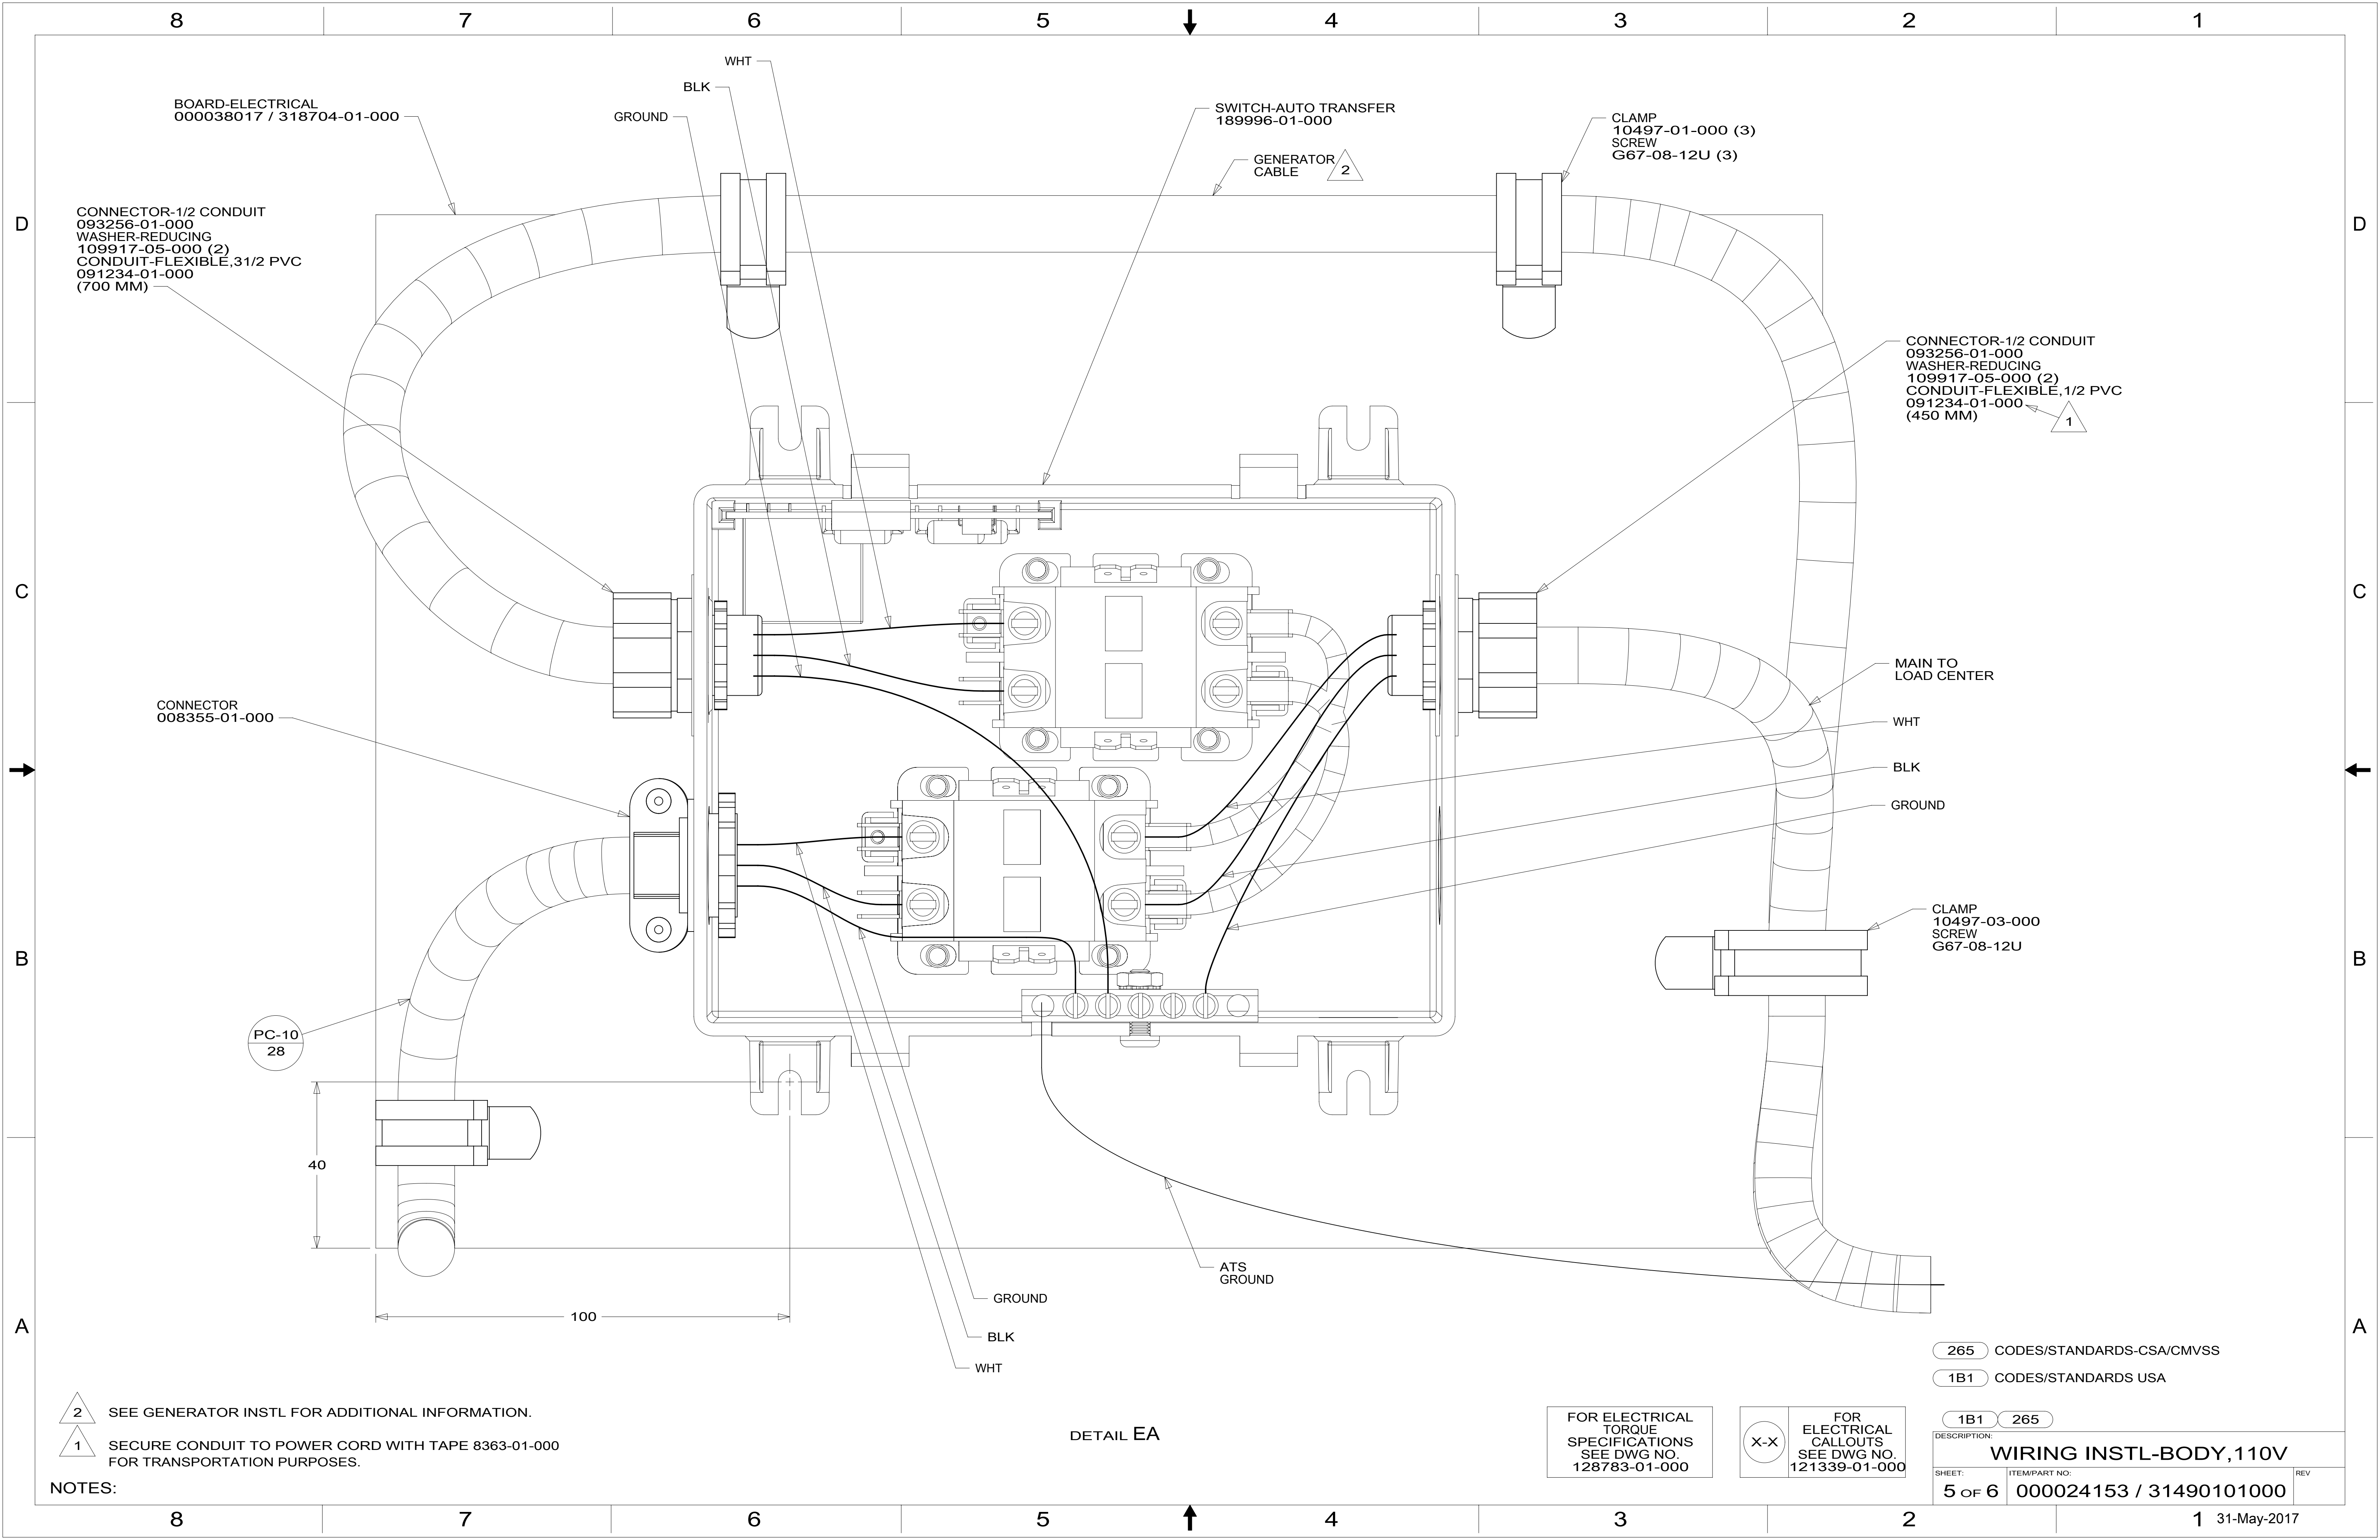 8 7 6 5 4 3 2 1
WHT
BLK
GROUND
BOARD-ELECTRICAL
000038017 / 318704-01-000
SWITCH-AUTO TRANSFER
189996-01-000
GENERATOR
CABLE
2
CLAMP
10497-01-000 (3)
SCREW
G67-08-12U (3)
D
D
CONNECTOR-1/2 CONDUIT
093256-01-000
WASHER-REDUCING
109917-05-000 (2)
CONDUIT-FLEXIBLE,31/2 PVC
091234-01-000
(700 MM)
CONNECTOR-1/2 CONDUIT
093256-01-000
WASHER-REDUCING
109917-05-000 (2)
CONDUIT-FLEXIBLE,1/2 PVC
091234-01-000
(450 MM)
1
C
C
MAIN TO
LOAD CENTER
CONNECTOR
008355-01-000
WHT
BLK
GROUND
CLAMP
10497-03-000
SCREW
G67-08-12U
B
B
PC-10
28
40
100
ATS
GROUND
GROUND
BLK
WHT
A
A
265 CODES/STANDARDS-CSA/CMVSS
1B1 CODES/STANDARDS USA
1B1 265
2 SEE GENERATOR INSTL FOR ADDITIONAL INFORMATION.
1 SECURE CONDUIT TO POWER CORD WITH TAPE 8363-01-000
FOR TRANSPORTATION PURPOSES.
NOTES:
DETAIL EA
FOR ELECTRICAL
TORQUE
SPECIFICATIONS
SEE DWG NO.
128783-01-000
X-X
FOR
ELECTRICAL
CALLOUTS
SEE DWG NO.
121339-01-000
DESCRIPTION:
WIRING INSTL-BODY,110V
SHEET:
5 OF 6
ITEM/PART NO:
000024153 / 31490101000
REV
8 7 6 5 4 3 2 1
31-May-2017